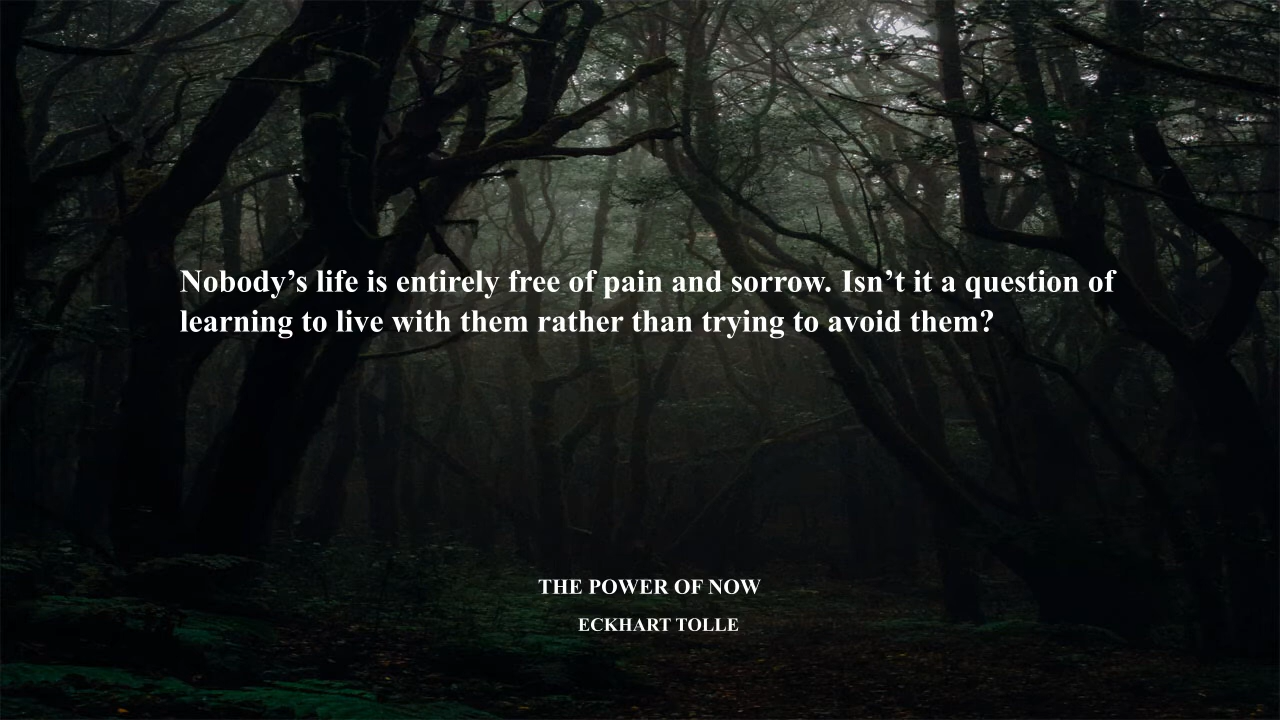 Nobody’s life is entirely free of pain and sorrow. Isn’t it a question of
learning to live with them rather than trying to avoid them?
THE POWER OF NOW
ECKHART TOLLE